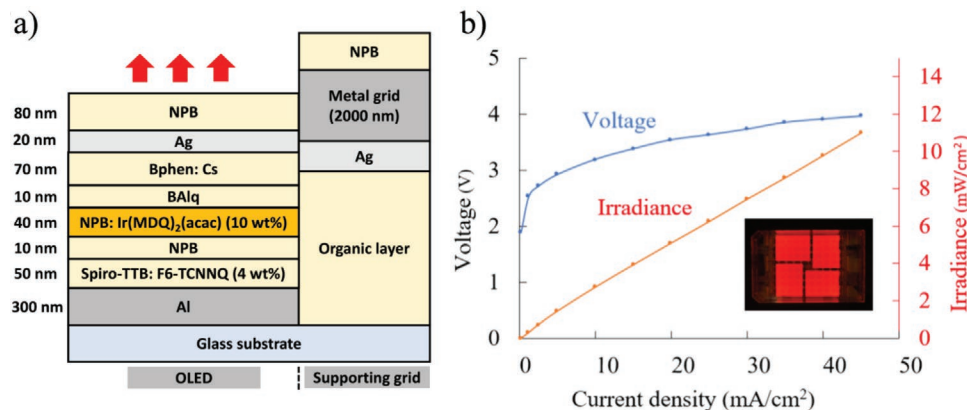 a)
80 nm
NPB
20 nm
Ag
70 nm
Bphen: Cs
10 nm
BAlq
40 nm
NPB: Ir(MDQ)₂(acac) (10 wt%)
10 nm
NPB
50 nm
Spiro-TTB: F6-TCNNQ (4 wt%)
300 nm
Al
NPB
Metal grid
(2000 nm)
Ag
Organic layer
Glass substrate
OLED
Supporting grid
b)
Voltage (V)
5
4
3
2
1
0
Voltage
Irradiance
14
12
10
8
6
4
2
0
Irradiance (mW/cm²)
0 10 20 30 40 50
Current density (mA/cm²)